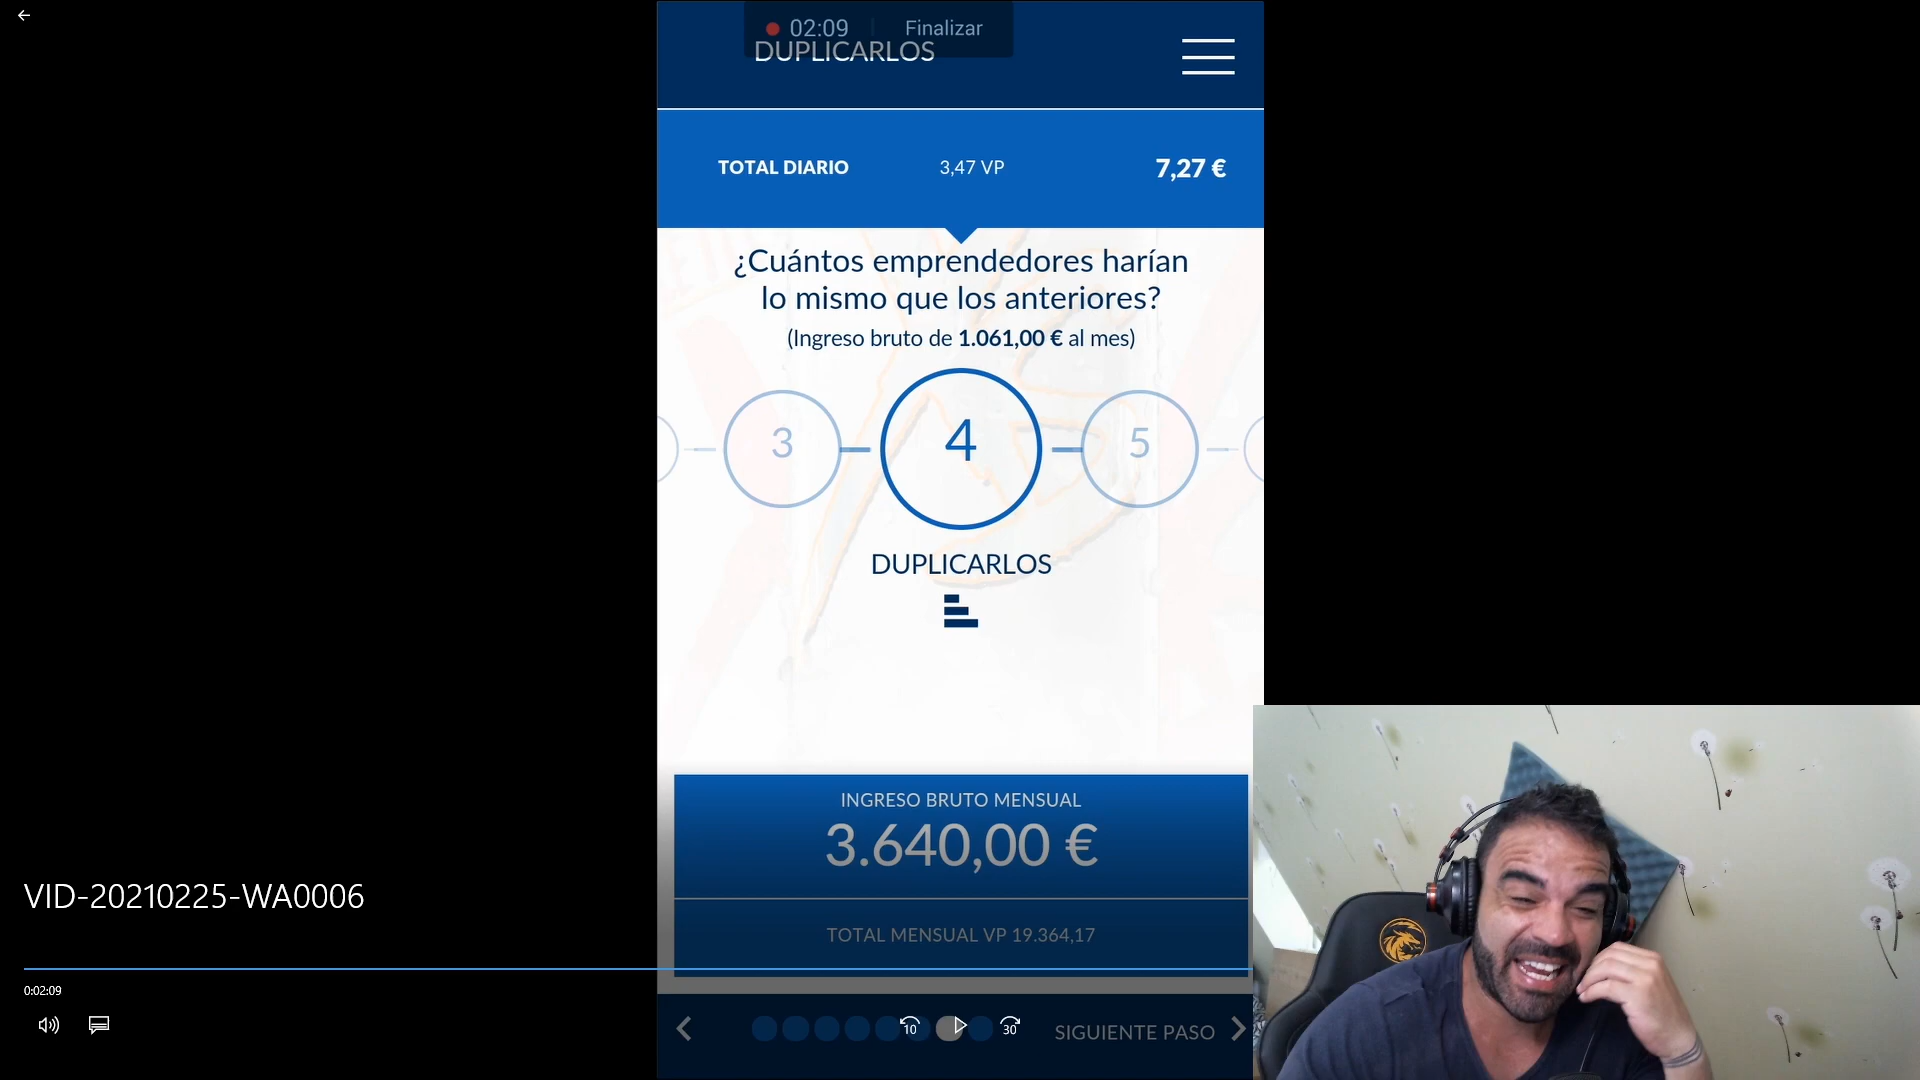 02:09 Finalizar
DUPLICARLOS
TOTAL DIARIO 3,47 VP 7,27 €
¿Cuántos emprendedores harían
lo mismo que los anteriores?
(Ingreso bruto de 1.061,00 € al mes)
3 4 5
DUPLICARLOS
INGRESO BRUTO MENSUAL
3.640,00 €
TOTAL MENSUAL VP 19.364,17
VID-20210225-WA0006
0:02:09
10 30 SIGUIENTE PASO